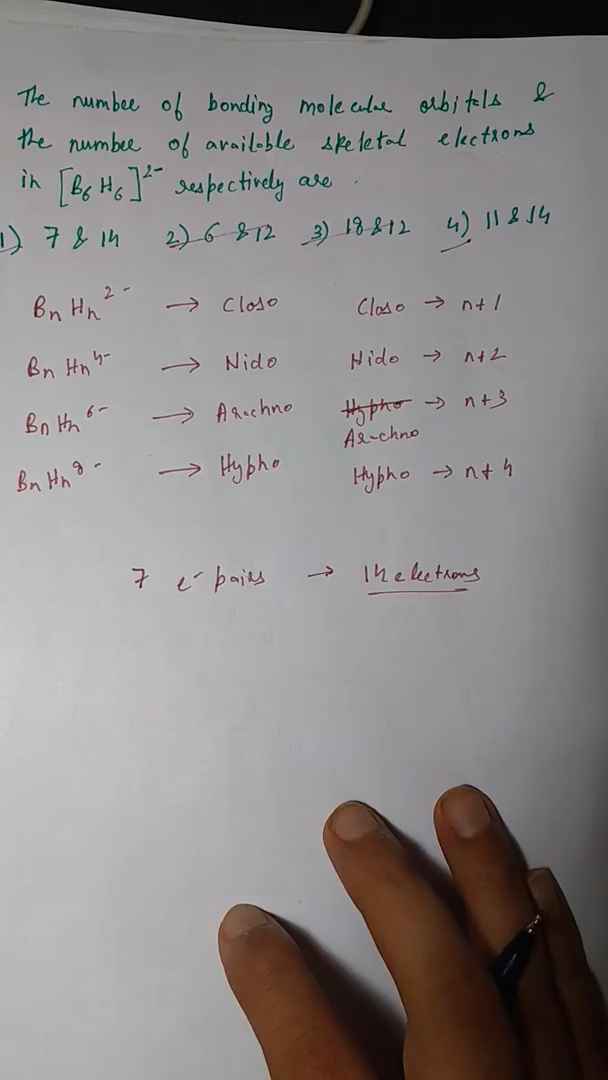 The number of bonding molecular orbitals &
the number of available skeletal electrons
in [B6H6]2- respectively are.
1) 7 & 14 2) 6 & 12 3) 18 & 12 4) 11 & 14
BnHn2- → Closo Closo → n+1
BnHn4- → Nido Nido → n+2
BnHn6- → Arachno Hypho → n+3
Arachno
BnHn8- → Hypho Hypho → n+4
7 e- pairs → 14 electrons